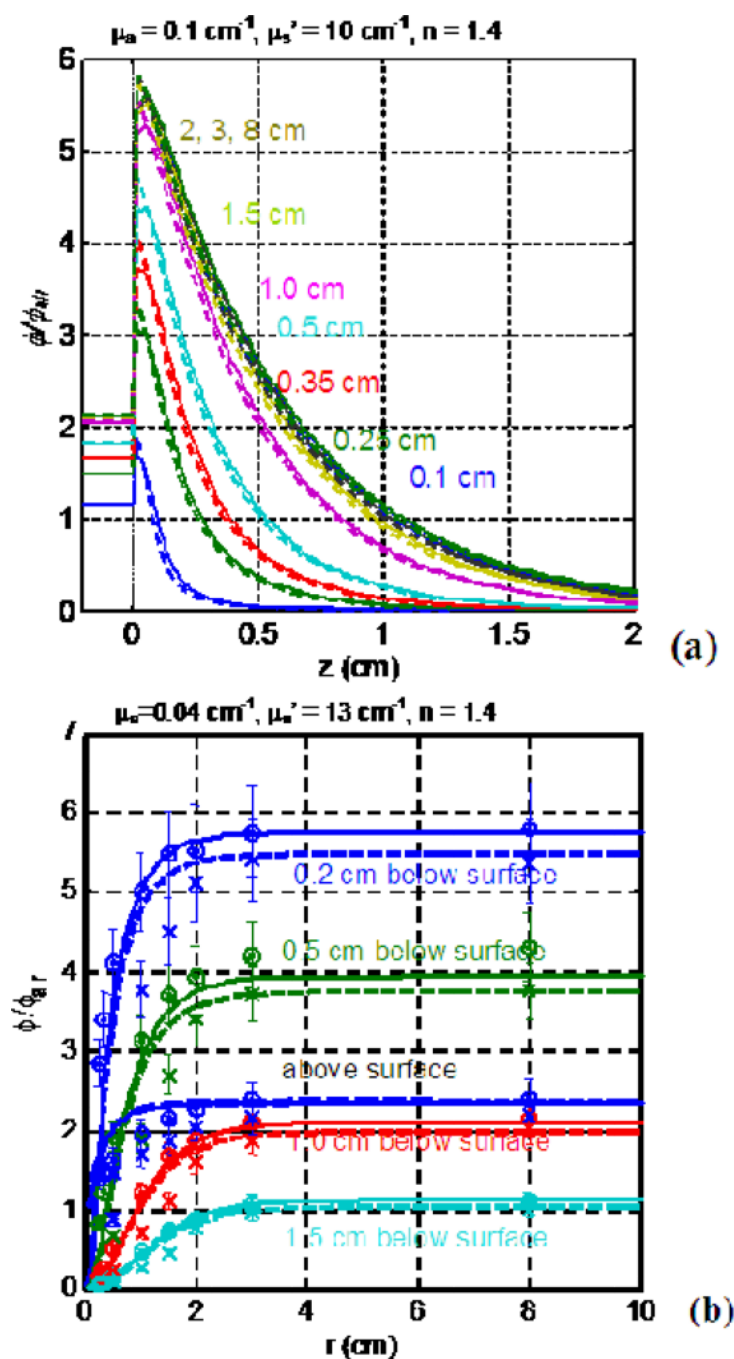 μa = 0.1 cm-1, μs' = 10 cm-1, n = 1.4
6
5
4
3
2
1
0
2, 3, 8 cm
1.5 cm
1.0 cm
0.5 cm
0.35 cm
0.25 cm
0.1 cm
ϕ/ϕair
0
0.5
1
1.5
2
z (cm)
(a)
μa=0.04 cm-1, μs' = 13 cm-1, n = 1.4
7
6
5
4
3
2
1
0
0.2 cm below surface
0.5 cm below surface
above surface
1.0 cm below surface
1.5 cm below surface
ϕ/ϕair
0
2
4
6
8
10
r (cm)
(b)